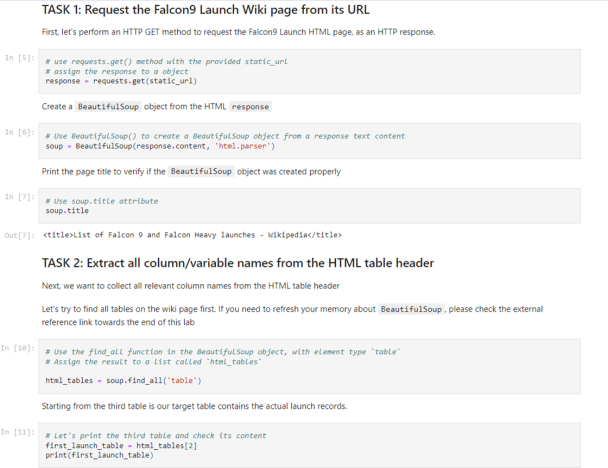 TASK 1: Request the Falcon9 Launch Wiki page from its URL
First, let's perform an HTTP GET method to request the Falcon9 Launch HTML page, as an HTTP response.
In [5]:
# use requests.get() method with the provided static_url
# assign the response to a object
response = requests.get(static_url)
Create a BeautifulSoup object from the HTML response
In [6]:
# Use BeautifulSoup() to create a BeautifulSoup object from a response text content
soup = BeautifulSoup(response.content, 'html.parser')
Print the page title to verify if the BeautifulSoup object was created properly
In [7]:
# Use soup.title attribute
soup.title
Out[7]: <title>List of Falcon 9 and Falcon Heavy launches - Wikipedia</title>
TASK 2: Extract all column/variable names from the HTML table header
Next, we want to collect all relevant column names from the HTML table header
Let's try to find all tables on the wiki page first. If you need to refresh your memory about BeautifulSoup, please check the external
reference link towards the end of this lab
In [10]:
# Use the find_all function in the BeautifulSoup object, with element type `table`
# Assign the result to a list called `html_tables`
html_tables = soup.find_all('table')
Starting from the third table is our target table contains the actual launch records.
In [11]:
# Let's print the third table and check its content
first_launch_table = html_tables[2]
print(first_launch_table)